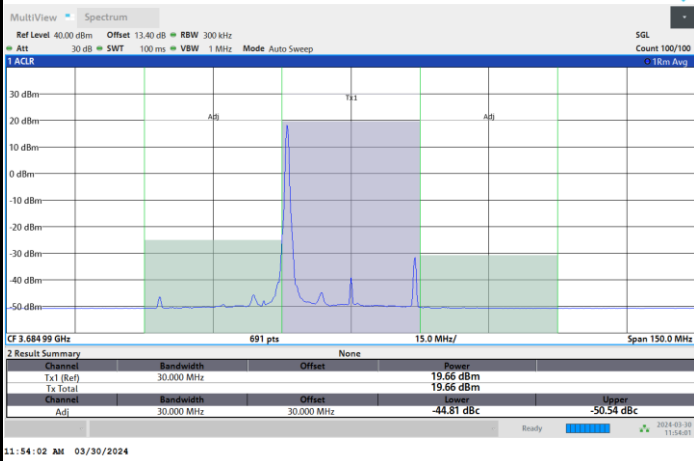 MultiView Spectrum
Ref Level 40.00 dBm Offset 13.40 dB RBW 300 kHz SGL
Att 30 dB SWT 100 ms VBW 1 MHz Mode Auto Sweep Count 100/100
1 ACLR 1Rm Avg
30 dBm
Tx1
20 dBm
Adj Adj
10 dBm
0 dBm
-10 dBm
-20 dBm
-30 dBm
-40 dBm
-50 dBm
CF 3.684 99 GHz 691 pts 15.0 MHz/ Span 150.0 MHz
2 Result Summary None
Channel Bandwidth Offset Power
Tx1 (Ref) 30.000 MHz 19.66 dBm
Tx Total 19.66 dBm
Channel Bandwidth Offset Lower Upper
Adj 30.000 MHz 30.000 MHz -44.81 dBc -50.54 dBc
Ready 2024-03-30
11:54:01
11:54:02 AM 03/30/2024